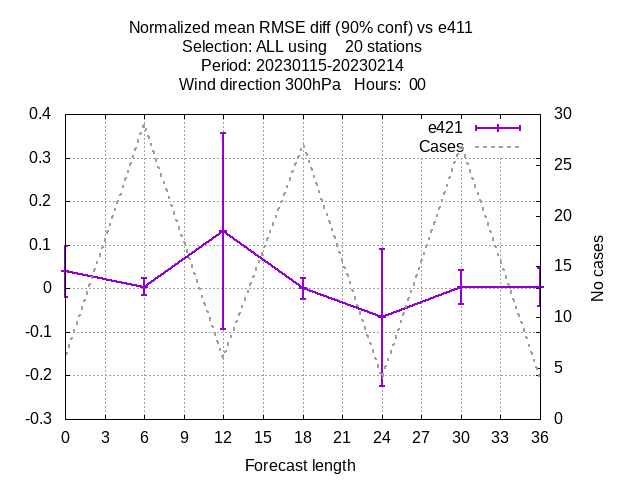 Normalized mean RMSE diff (90% conf) vs e411
Selection: ALL using    20 stations
Period: 20230115-20230214
Wind direction 300hPa   Hours:  00
e421
Cases
0.4
0.3
0.2
0.1
0
-0.1
-0.2
-0.3
30
25
20
15
10
5
0
No cases
0 3 6 9 12 15 18 21 24 27 30 33 36
Forecast length